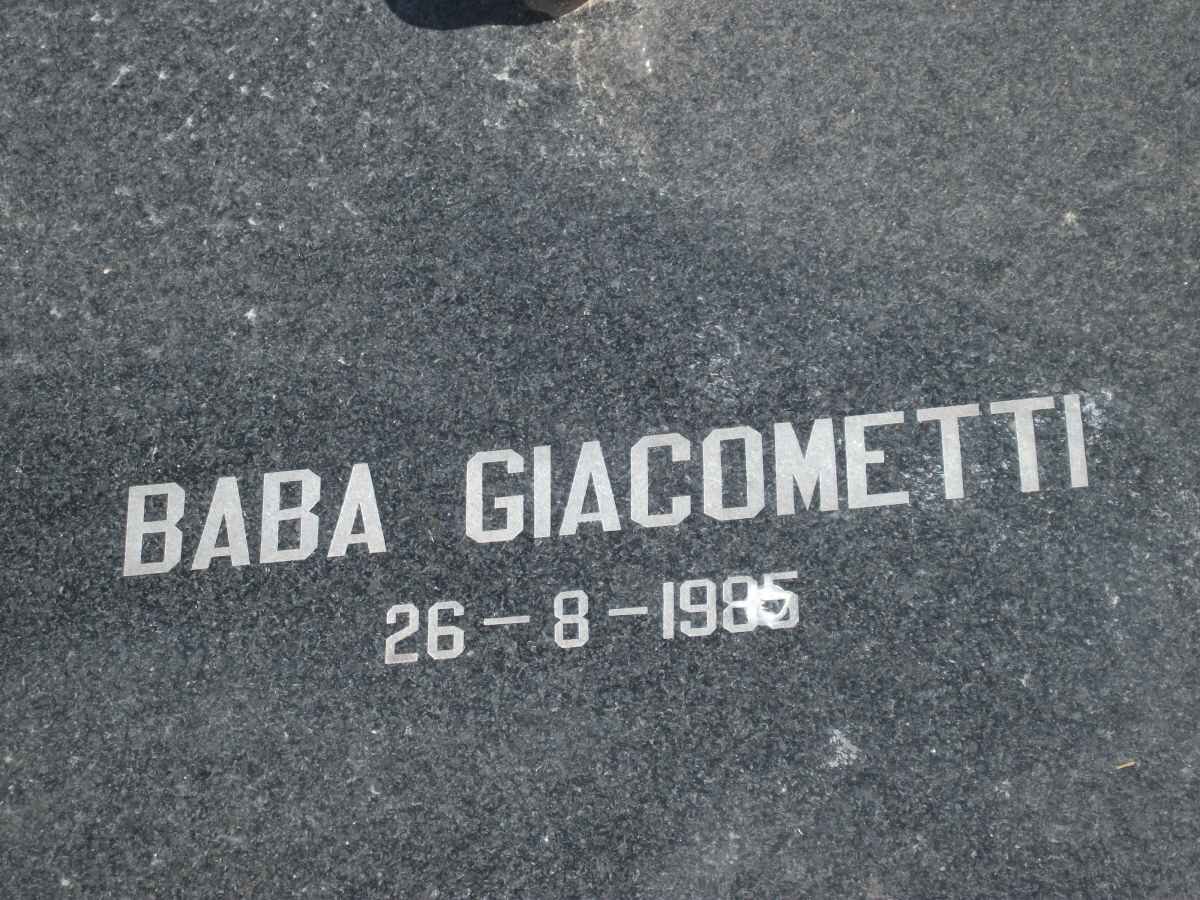 BABA GIACOMETTI
26 - 8 - 1985